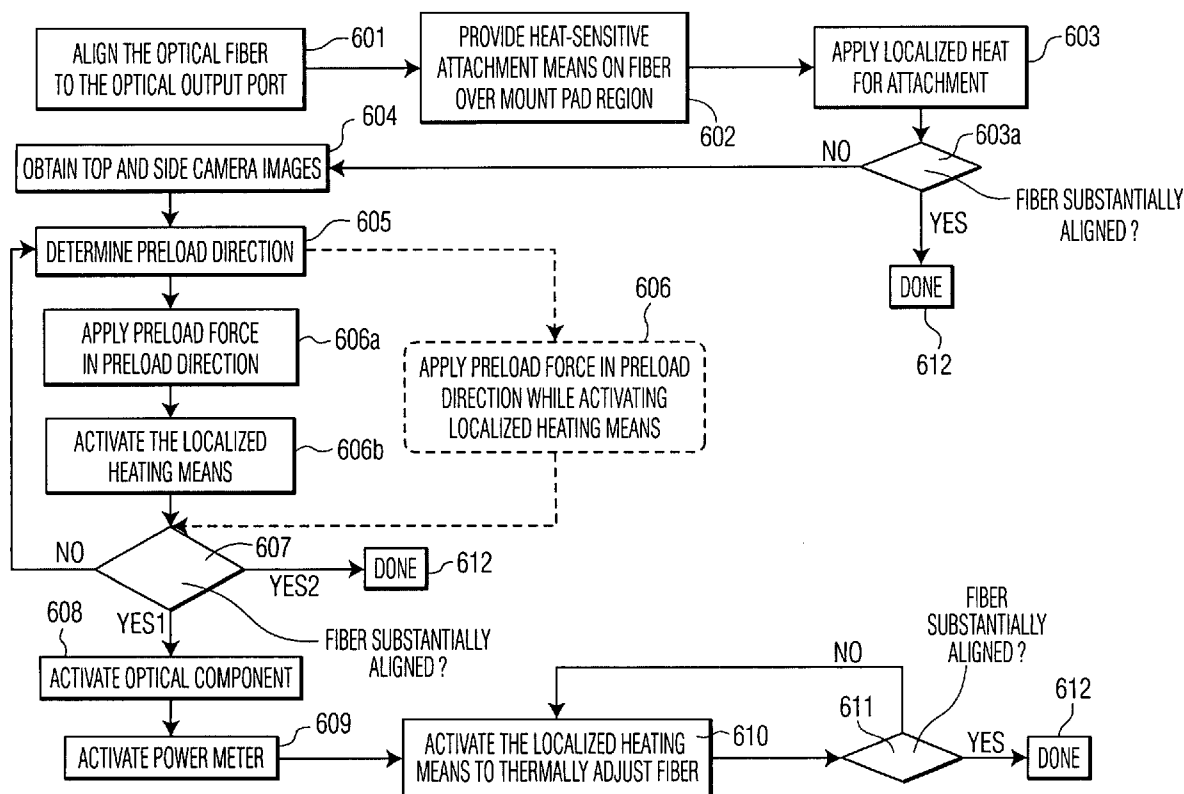 601
ALIGN THE OPTICAL FIBER
TO THE OPTICAL OUTPUT PORT
PROVIDE HEAT-SENSITIVE
ATTACHMENT MEANS ON FIBER
OVER MOUNT PAD REGION
602
603
APPLY LOCALIZED HEAT
FOR ATTACHMENT
603a
NO
FIBER SUBSTANTIALLY
ALIGNED ?
YES
DONE
612
604
OBTAIN TOP AND SIDE CAMERA IMAGES
605
DETERMINE PRELOAD DIRECTION
APPLY PRELOAD FORCE
IN PRELOAD DIRECTION
606a
606
APPLY PRELOAD FORCE IN PRELOAD
DIRECTION WHILE ACTIVATING
LOCALIZED HEATING MEANS
ACTIVATE THE LOCALIZED
HEATING MEANS
606b
NO
607
YES2
DONE
612
YES1
FIBER SUBSTANTIALLY
ALIGNED ?
608
ACTIVATE OPTICAL COMPONENT
609
ACTIVATE POWER METER
ACTIVATE THE LOCALIZED HEATING
MEANS TO THERMALLY ADJUST FIBER
610
NO
611
FIBER
SUBSTANTIALLY
ALIGNED ?
YES
612
DONE